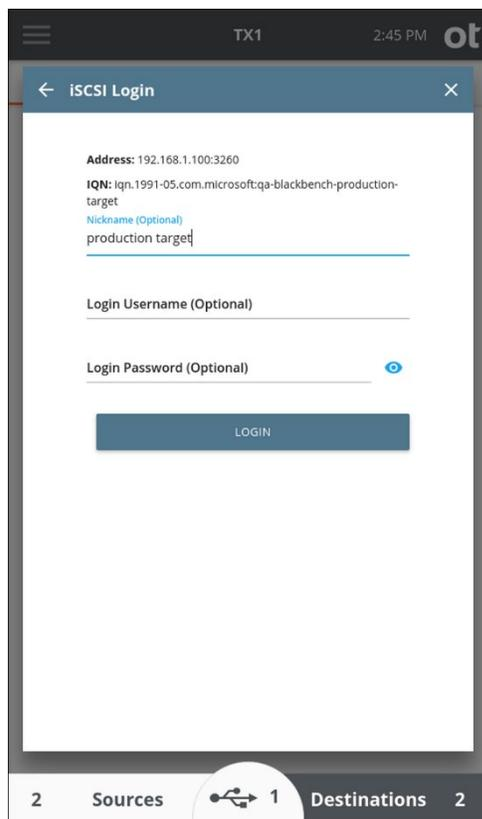 TX1
2:45 PM
ot
iSCSI Login
Address: 192.168.1.100:3260
IQN: iqn.1991-05.com.microsoft:qa-blackbench-production-
target
Nickname (Optional)
production target
Login Username (Optional)
Login Password (Optional)
LOGIN
2 Sources 1 Destinations 2